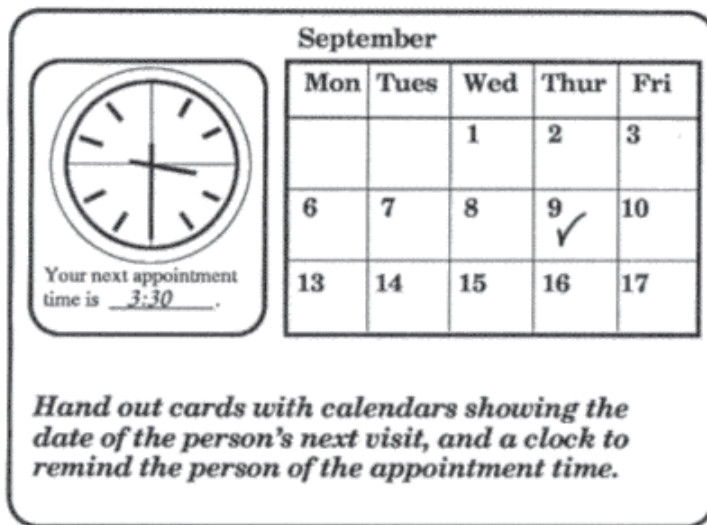 September
Mon Tues Wed Thur Fri
1 2 3
6 7 8 9 10
13 14 15 16 17
Your next appointment
time is 3:30.
Hand out cards with calendars showing the
date of the person's next visit, and a clock to
remind the person of the appointment time.